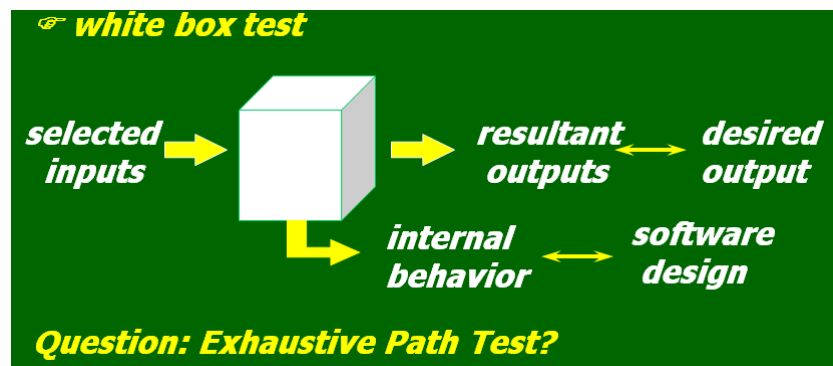 ☞ white box test
selected
inputs
resultant
outputs
desired
output
internal
behavior
software
design
Question: Exhaustive Path Test?